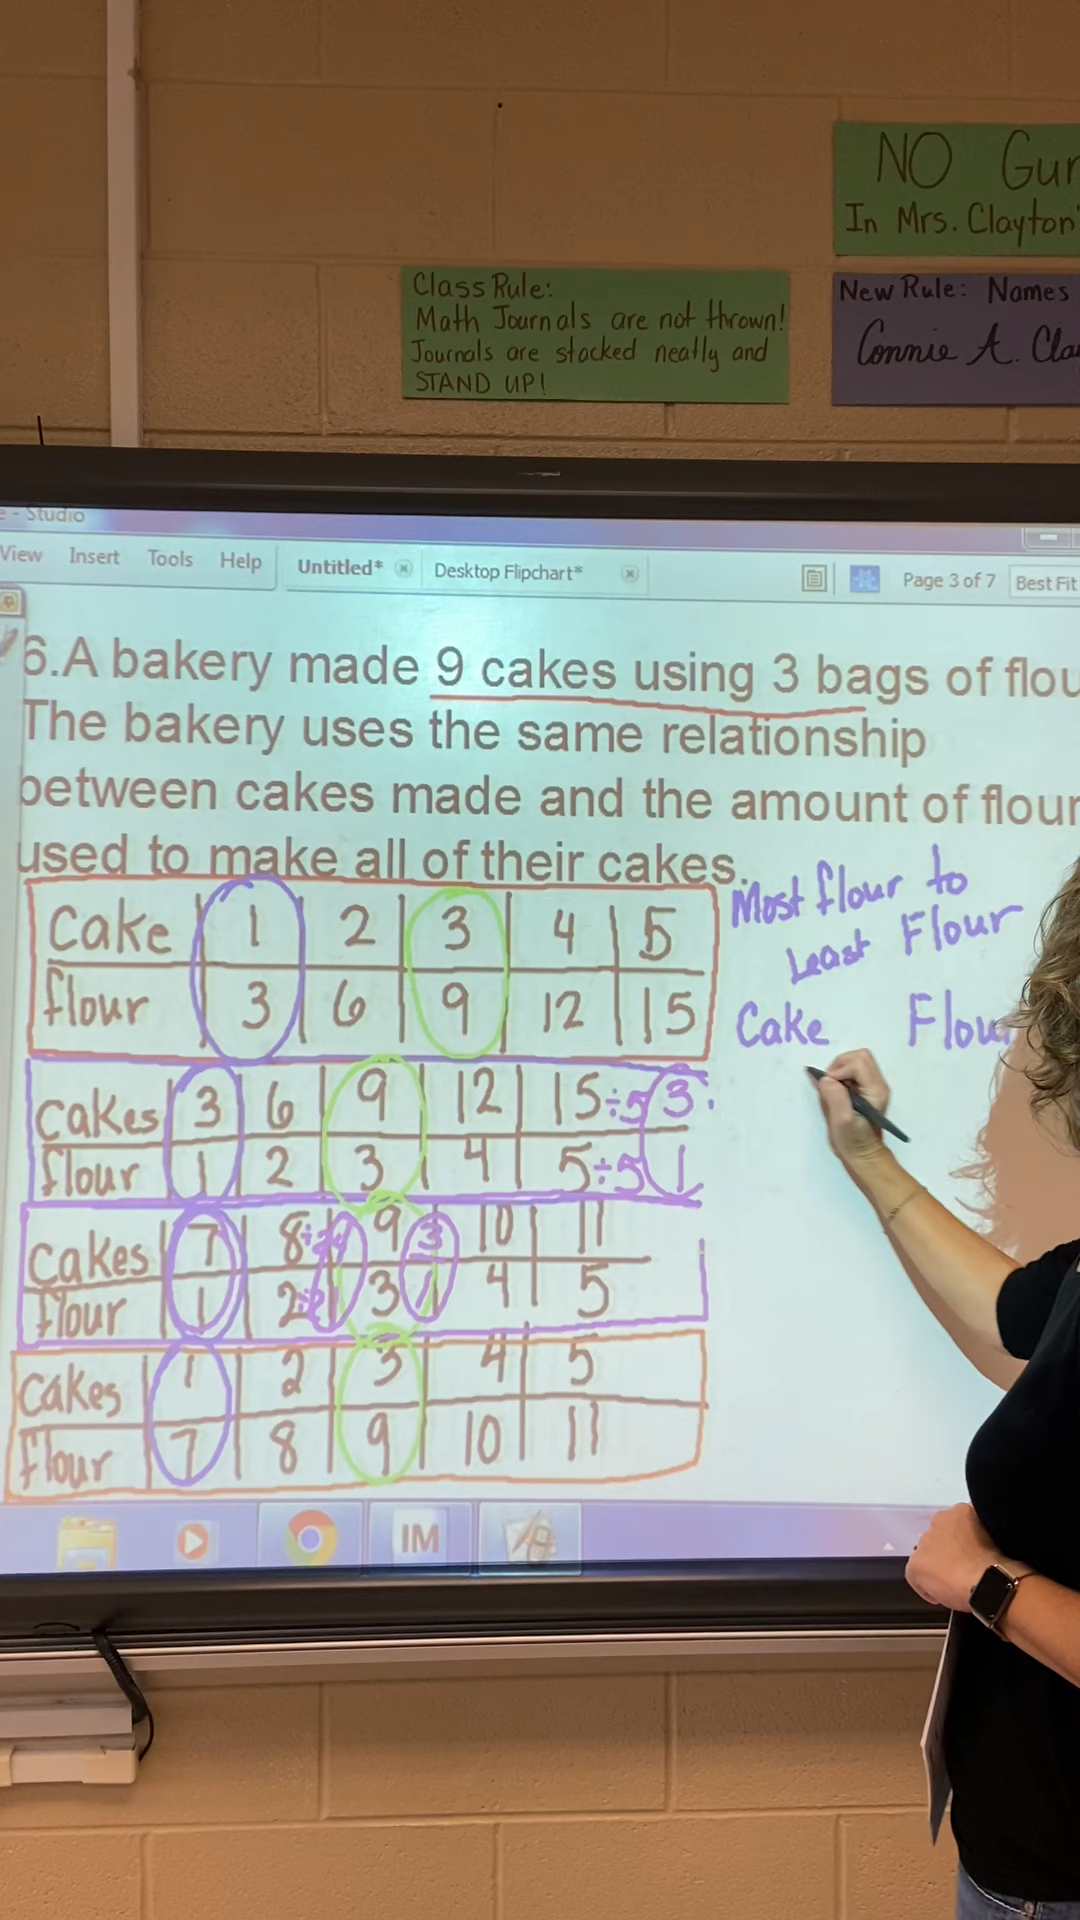 NO Gur
In Mrs. Clayton'
Class Rule:
Math Journals are not thrown!
Journals are stacked neatly and
STAND UP!
New Rule: Names
Connie A. Cla
- Studio
View Insert Tools Help Untitled* Desktop Flipchart* Page 3 of 7 Best Fit
6.A bakery made 9 cakes using 3 bags of flou
The bakery uses the same relationship
between cakes made and the amount of flour
used to make all of their cakes.
Most flour to
Least Flour
Cake Flou
Cake 1 2 3 4 5
flour 3 6 9 12 15
Cakes 3 6 9 12 15÷5 3
flour 1 2 3 4 5÷5 1
Cakes 7 8 9 3 10 11
flour 1 2 3 1 4 5
Cakes 1 2 3 4 5
flour 7 8 9 10 11
IM